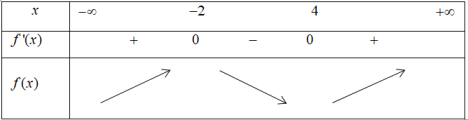 x −∞ −2 4 +∞
f'(x) + 0 − 0 +
f(x)